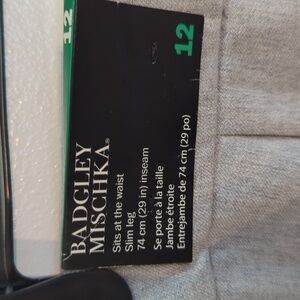 12
BADGLEY
MISCHKA®
Sits at the waist
Slim leg
74 cm (29 in) inseam
Se porte à la taille
Jambe étroite
Entrejambe de 74 cm (29 po)
12